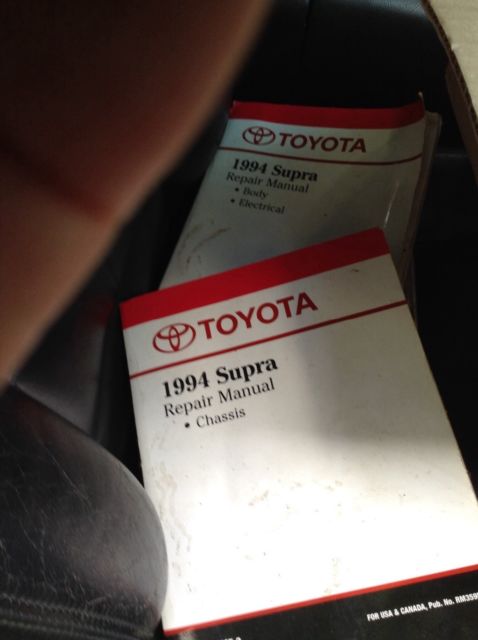 TOYOTA
1994 Supra
Repair Manual
• Body
• Electrical
TOYOTA
1994 Supra
Repair Manual
• Chassis
FOR USA & CANADA, Pub. No.